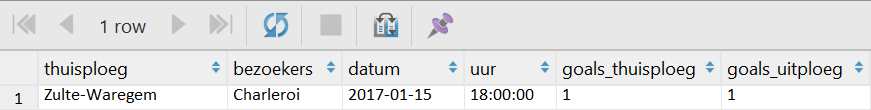 1 row
thuisploeg bezoekers datum uur goals_thuisploeg goals_uitploeg
1 Zulte-Waregem Charleroi 2017-01-15 18:00:00 1 1